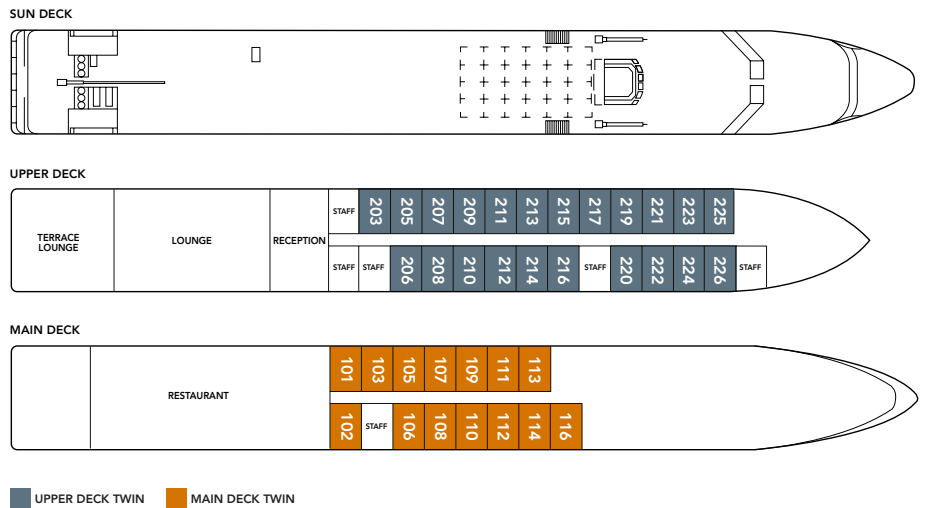 SUN DECK
UPPER DECK
TERRACE
LOUNGE
LOUNGE
RECEPTION
STAFF
203
205
207
209
211
213
215
217
219
221
223
225
STAFF
STAFF
206
208
210
212
214
216
STAFF
220
222
224
226
STAFF
MAIN DECK
RESTAURANT
101
103
105
107
109
111
113
102
STAFF
106
108
110
112
114
116
UPPER DECK TWIN
MAIN DECK TWIN